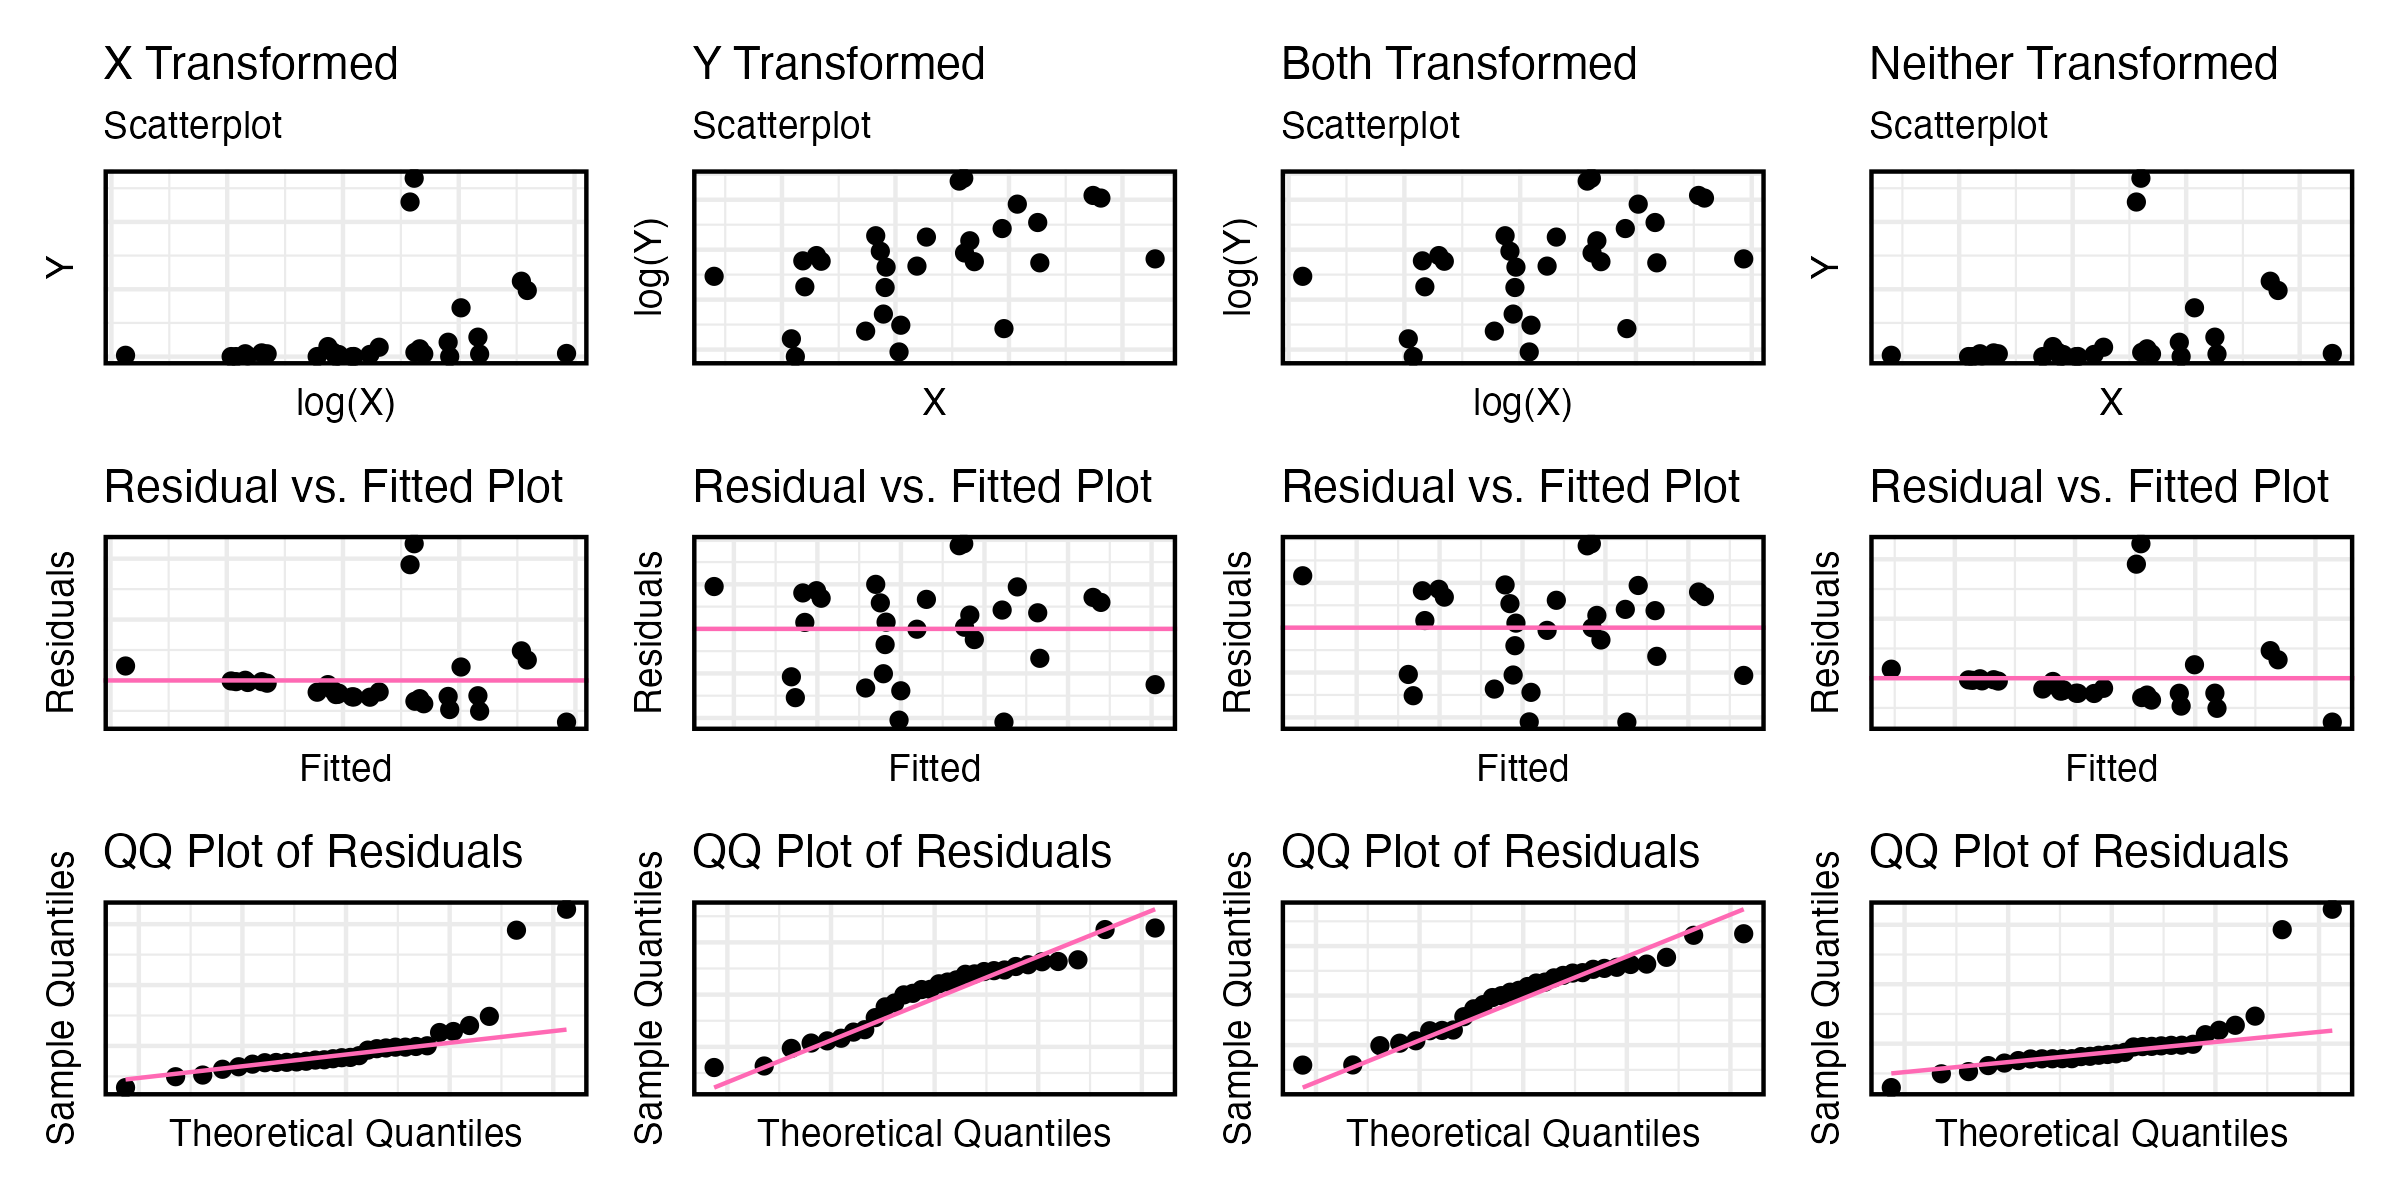 X Transformed
Y Transformed
Both Transformed
Neither Transformed
Scatterplot
Scatterplot
Scatterplot
Scatterplot
Y
log(Y)
log(Y)
Y
log(X)
X
log(X)
X
Residual vs. Fitted Plot
Residual vs. Fitted Plot
Residual vs. Fitted Plot
Residual vs. Fitted Plot
Residuals
Residuals
Residuals
Residuals
Fitted
Fitted
Fitted
Fitted
QQ Plot of Residuals
QQ Plot of Residuals
QQ Plot of Residuals
QQ Plot of Residuals
Sample Quantiles
Sample Quantiles
Sample Quantiles
Sample Quantiles
Theoretical Quantiles
Theoretical Quantiles
Theoretical Quantiles
Theoretical Quantiles